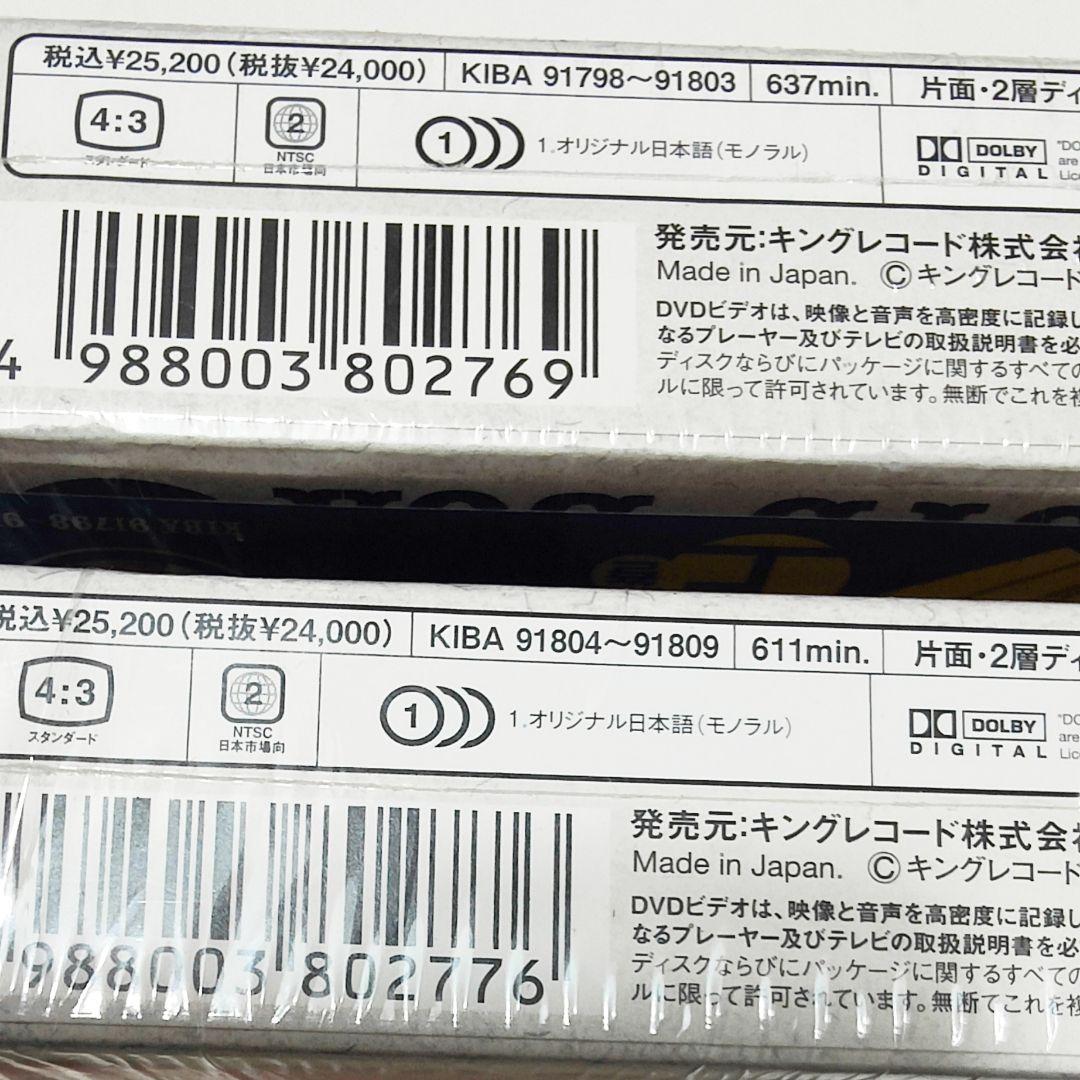 税込¥25,200(税抜¥24,000) KIBA 91798〜91803 637min. 片面・2層ディ
4:3 スタンダード
2 NTSC 日本市場向
1 1.オリジナル日本語(モノラル)
DOLBY DIGITAL
"DO
are
Lice
4 988003 802769
発売元:キングレコード株式会社
Made in Japan. Ⓒキングレコード
DVDビデオは、映像と音声を高密度に記録し
なるプレーヤー及びテレビの取扱説明書を必
ディスクならびにパッケージに関するすべての
ルに限って許可されています。無断でこれを複
KIBA 91798
税込¥25,200(税抜¥24,000) KIBA 91804〜91809 611min. 片面・2層ディ
4:3 スタンダード
2 NTSC 日本市場向
1 1.オリジナル日本語(モノラル)
DOLBY DIGITAL
"DO
are
Lice
988003 802776
発売元:キングレコード株式会社
Made in Japan. Ⓒキングレコード
DVDビデオは、映像と音声を高密度に記録し
なるプレーヤー及びテレビの取扱説明書を必
ディスクならびにパッケージに関するすべての
ルに限って許可されています。無断でこれを複